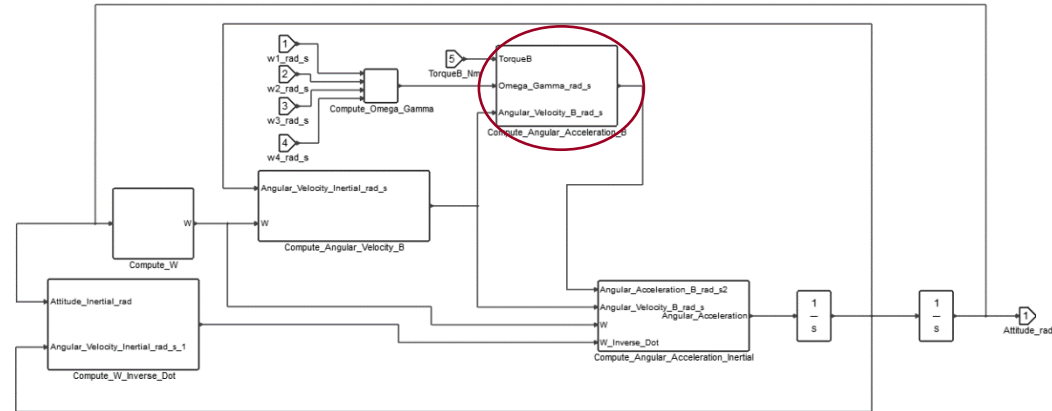 1
w1_rad_s
2
w2_rad_s
3
w3_rad_s
4
w4_rad_s
Compute_Omega_Gamma
5
TorqueB_Nm
TorqueB
Omega_Gamma_rad_s
Angular_Velocity_B_rad_s
Compute_Angular_Acceleration_B
Angular_Velocity_Inertial_rad_s
W
Compute_Angular_Velocity_B
W
Compute_W
Attitude_Inertial_rad
Angular_Velocity_Inertial_rad_s_1
Compute_W_Inverse_Dot
Angular_Acceleration_B_rad_s2
Angular_Velocity_B_rad_s
Angular_Acceleration
W
W_Inverse_Dot
Compute_Angular_Acceleration_Inertial
1
s
1
s
1
Attitude_rad